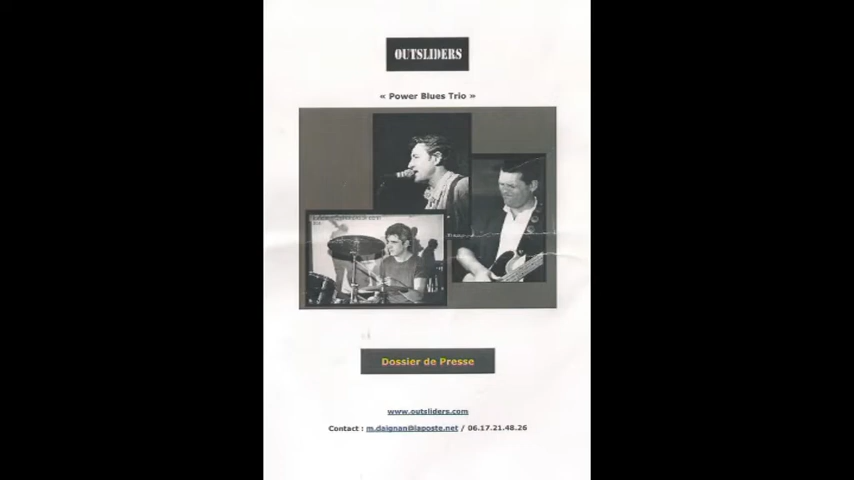 OUTSLIDERS
« Power Blues Trio »
Dossier de Presse
www.outsliders.com
Contact : m.daignan@laposte.net / 06.17.21.48.26